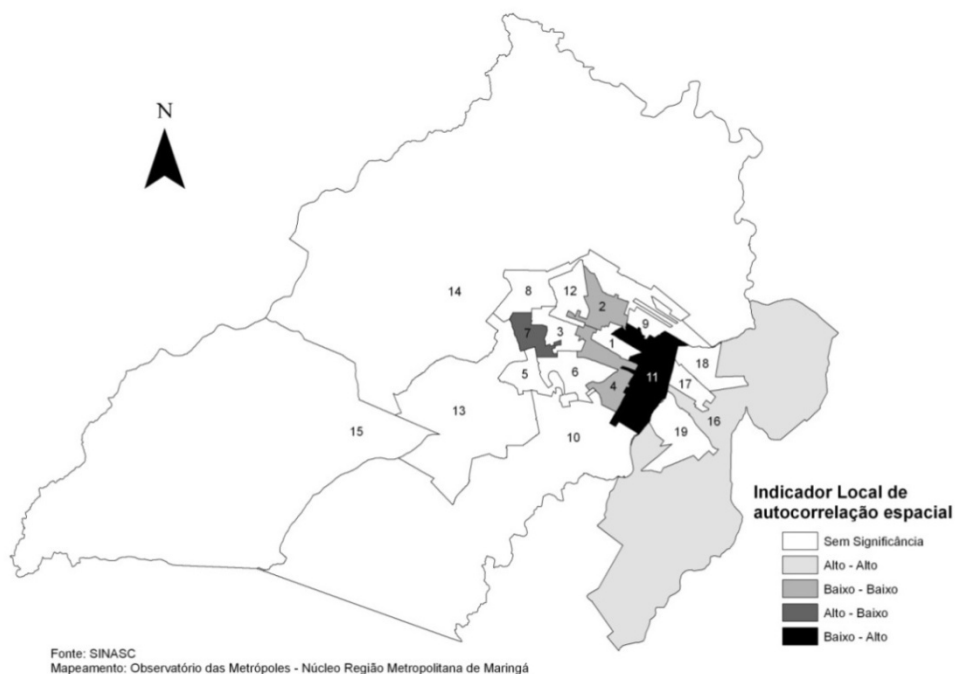 N
14
8
12
2
9
7
3
1
18
5
6
4
11
17
16
13
15
10
19
Indicador Local de
autocorrelação espacial
Sem Significância
Alto - Alto
Baixo - Baixo
Alto - Baixo
Baixo - Alto
Fonte: SINASC
Mapeamento: Observatório das Metrópoles - Núcleo Região Metropolitana de Maringá